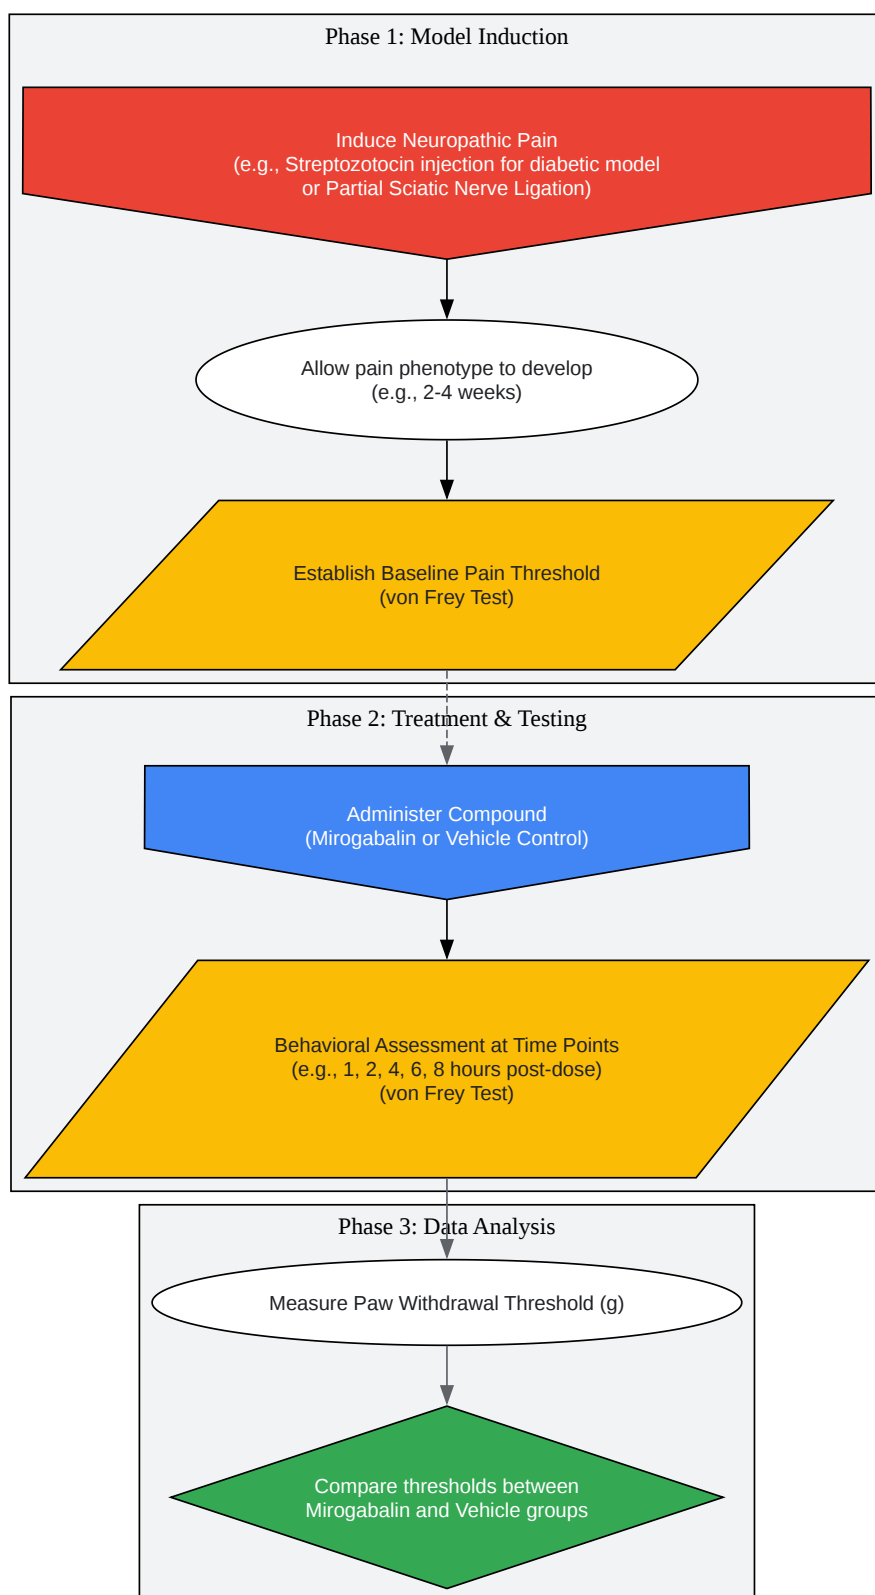 Phase 1: Model Induction
Induce Neuropathic Pain
(e.g., Streptozotocin injection for diabetic model
or Partial Sciatic Nerve Ligation)
Allow pain phenotype to develop
(e.g., 2-4 weeks)
Establish Baseline Pain Threshold
(von Frey Test)
Phase 2: Treatment & Testing
Administer Compound
(Mirogabalin or Vehicle Control)
Behavioral Assessment at Time Points
(e.g., 1, 2, 4, 6, 8 hours post-dose)
(von Frey Test)
Phase 3: Data Analysis
Measure Paw Withdrawal Threshold (g)
Compare thresholds between
Mirogabalin and Vehicle groups